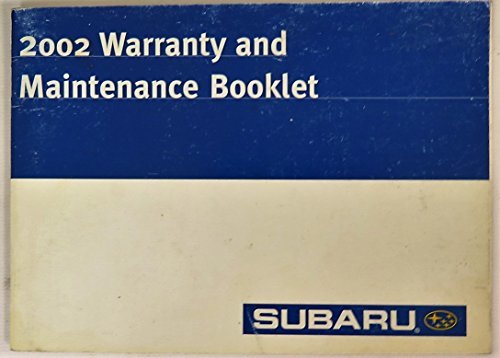 2002 Warranty and
Maintenance Booklet
SUBARU®